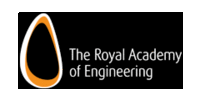 The Royal Academy
of Engineering